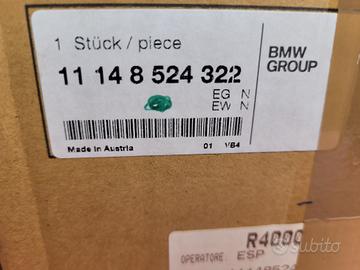 1 Stück / piece
BMW
GROUP
11 14 8 524 322
EG N
EW N
Made in Austria
01 VB4
R4000
OPERATORE: ESP
subito